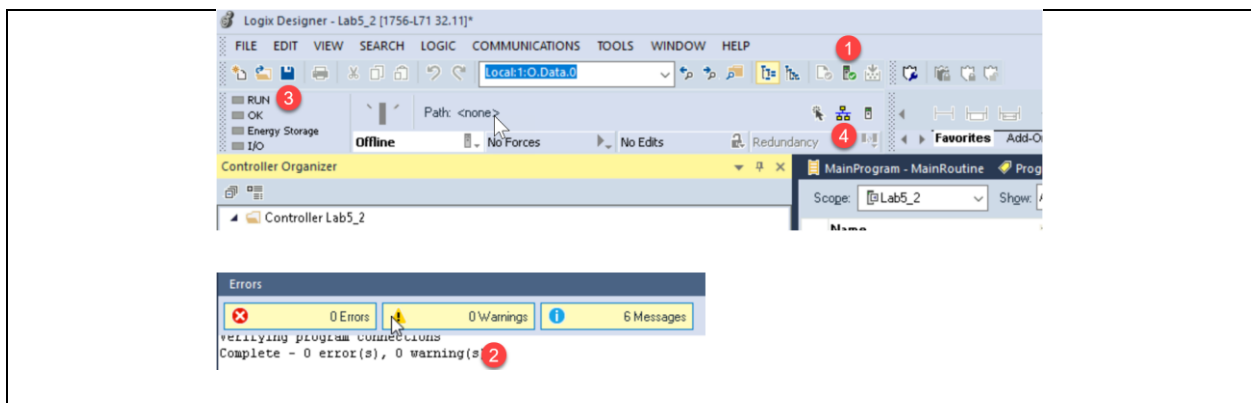 Logix Designer - Lab5_2 [1756-L71 32.11]*
FILE EDIT VIEW SEARCH LOGIC COMMUNICATIONS TOOLS WINDOW HELP
1
Local:1:O.Data.0
RUN 3
OK
Energy Storage
I/O
Path: <none>
4
Offline No Forces No Edits Redundancy
Favorites Add-O
Controller Organizer
MainProgram - MainRoutine Prog
Scope: Lab5_2 Show: A
Controller Lab5_2
Name
Errors
0 Errors 0 Warnings 6 Messages
Verifying program connections
Complete - 0 error(s), 0 warning(s 2